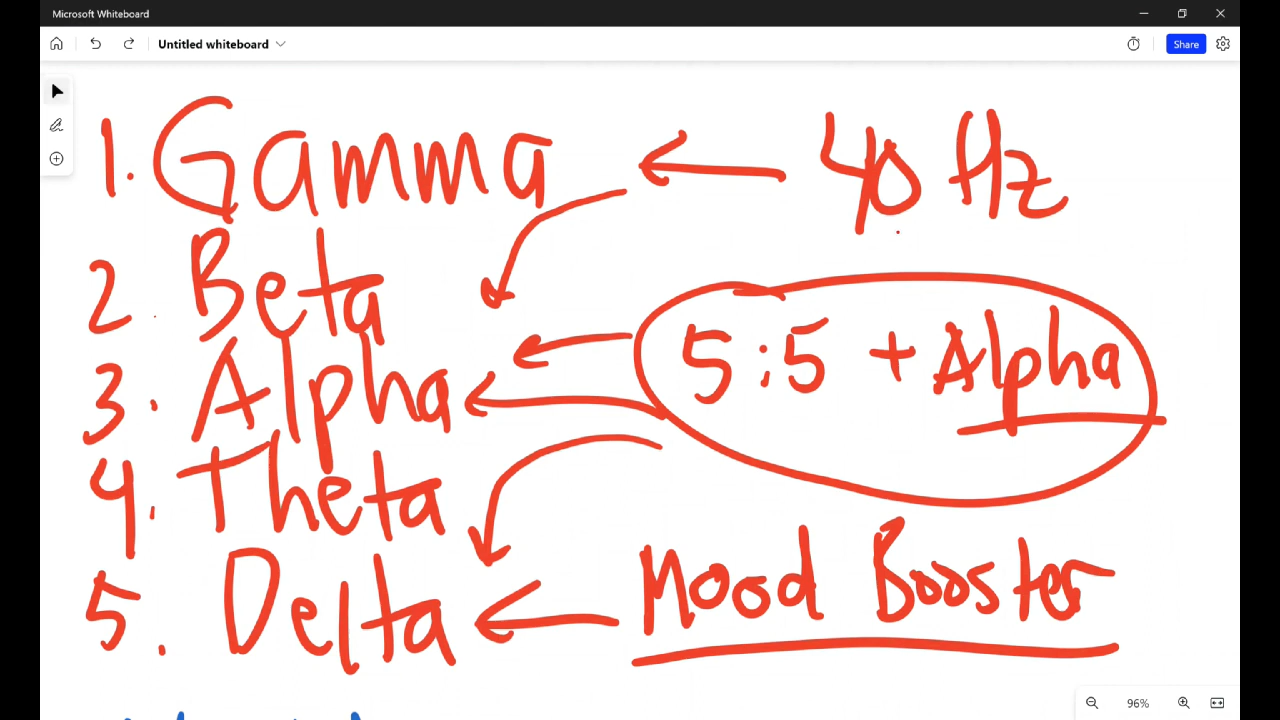 Microsoft Whiteboard
Untitled whiteboard
Share
1. Gamma ← 40 Hz
2. Beta
5:5 + Alpha
3. Alpha
4. Theta
Mood Booster
5. Delta
96%